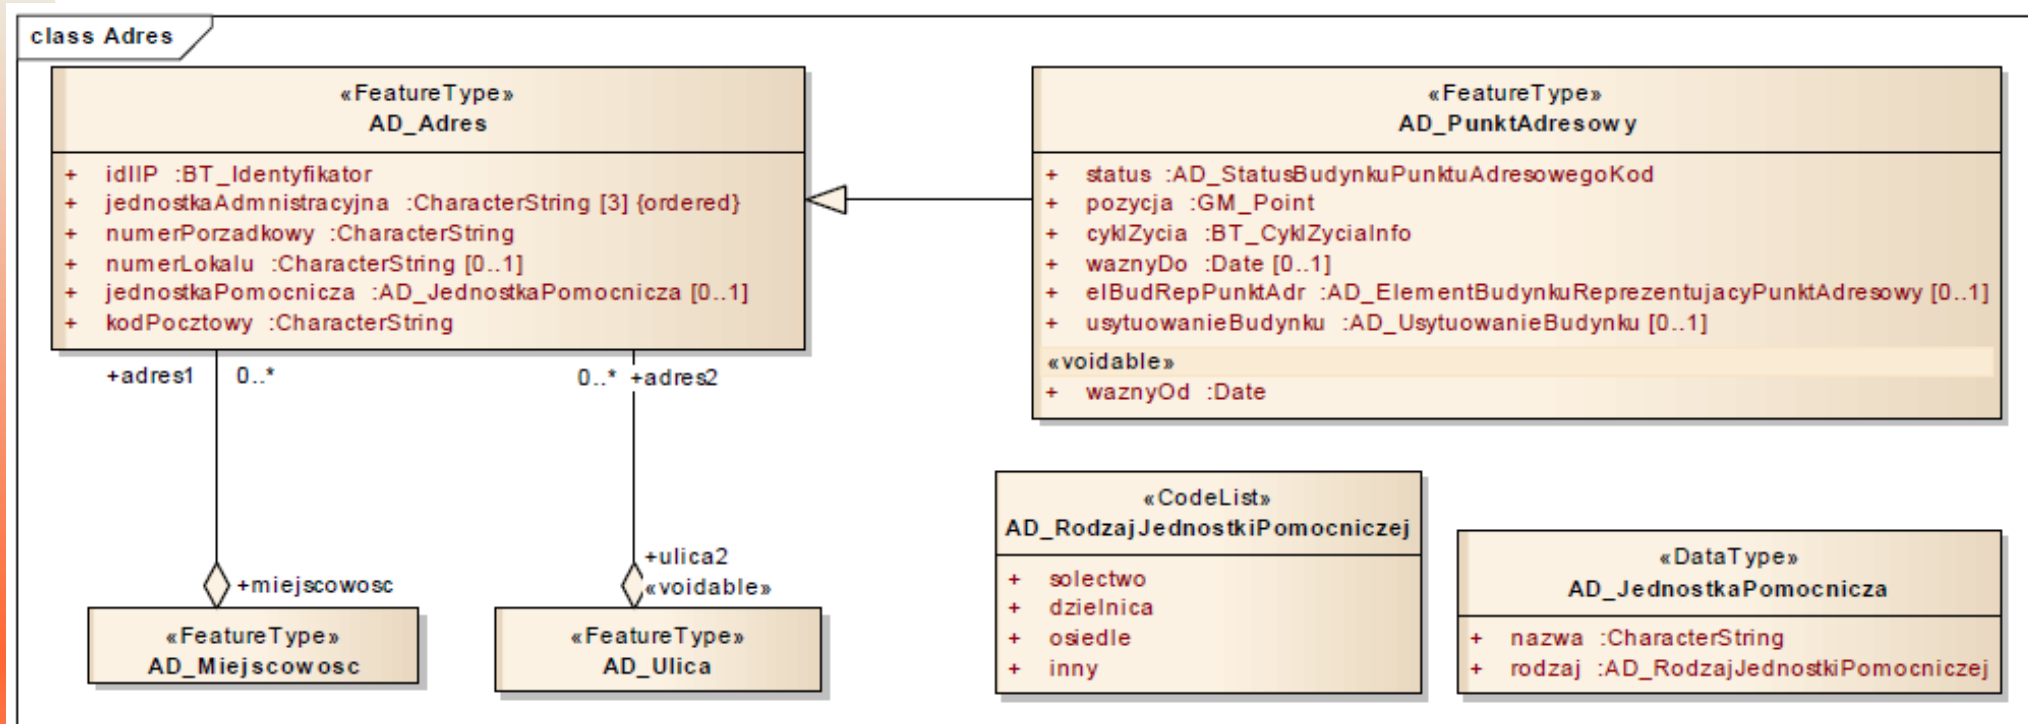 class Adres
«FeatureType»
AD_Adres
+ idIIP :BT_Identyfikator
+ jednostkaAdmnistracyjna :CharacterString [3] {ordered}
+ numerPorzadkowy :CharacterString
+ numerLokalu :CharacterString [0..1]
+ jednostkaPomocnicza :AD_JednostkaPomocnicza [0..1]
+ kodPocztowy :CharacterString
«FeatureType»
AD_PunktAdresowy
+ status :AD_StatusBudynkuPunktuAdresowegoKod
+ pozycja :GM_Point
+ cyklZycia :BT_CyklZyciaInfo
+ waznyDo :Date [0..1]
+ elBudRepPunktAdr :AD_ElementBudynkuReprezentujacyPunktAdresowy [0..1]
+ usytuowanieBudynku :AD_UsytuowanieBudynku [0..1]
«voidable»
+ waznyOd :Date
+adres1 0..*
0..* +adres2
+miejscowosc
+ulica2
«voidable»
«FeatureType»
AD_Miejscowosc
«FeatureType»
AD_Ulica
«CodeList»
AD_RodzajJednostkiPomocniczej
+ solectwo
+ dzielnica
+ osiedle
+ inny
«DataType»
AD_JednostkaPomocnicza
+ nazwa :CharacterString
+ rodzaj :AD_RodzajJednostkiPomocniczej